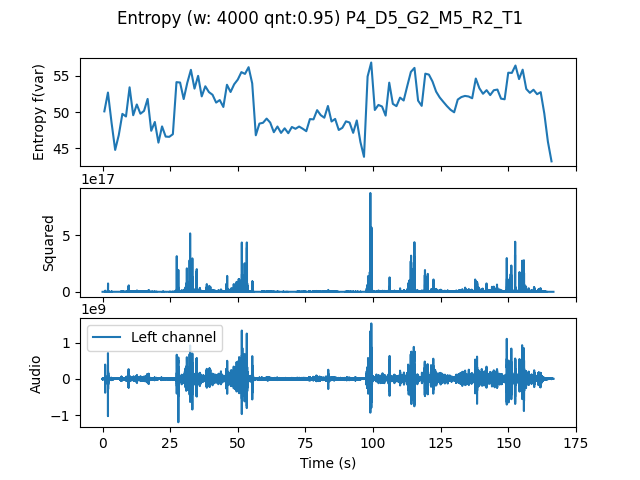 Entropy (w: 4000 qnt:0.95) P4_D5_G2_M5_R2_T1
Entropy f(var)
55
50
45
1e17
Squared
5
0
1e9
Audio
Left channel
1
0
−1
0
25
50
75
100
125
150
175
Time (s)